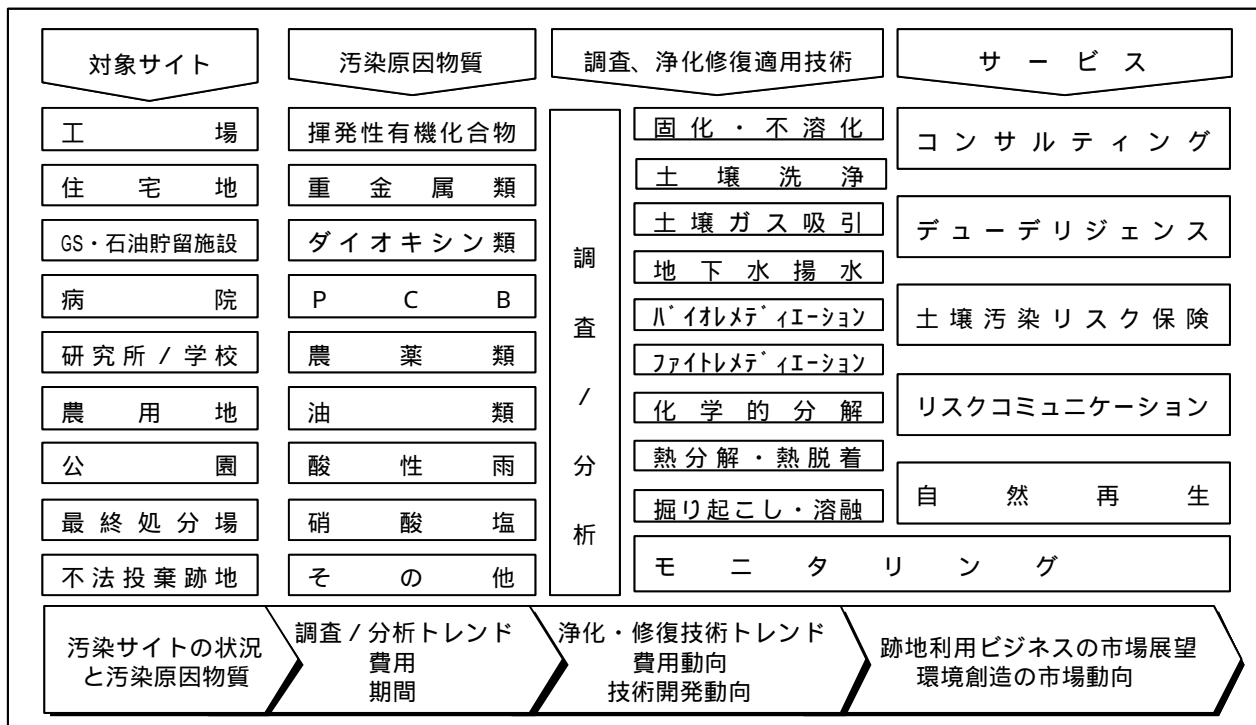 対象サイト
汚染原因物質
調査、浄化修復適用技術
サービス
工場
住宅地
GS・石油貯留施設
病院
研究所/学校
農用地
公園
最終処分場
不法投棄跡地
揮発性有機化合物
重金属類
ダイオキシン類
PCB
農薬類
油類
酸性雨
硝酸塩
その他
調査/分析
固化・不溶化
土壌洗浄
土壌ガス吸引
地下水揚水
バイオレメディエーション
ファイトレメディエーション
化学的分解
熱分解・熱脱着
掘り起こし・溶融
モニタリング
コンサルティング
デューデリジェンス
土壌汚染リスク保険
リスクコミュニケーション
自然再生
汚染サイトの状況
と汚染原因物質
調査/分析トレンド
費用
期間
浄化・修復技術トレンド
費用動向
技術開発動向
跡地利用ビジネスの市場展望
環境創造の市場動向